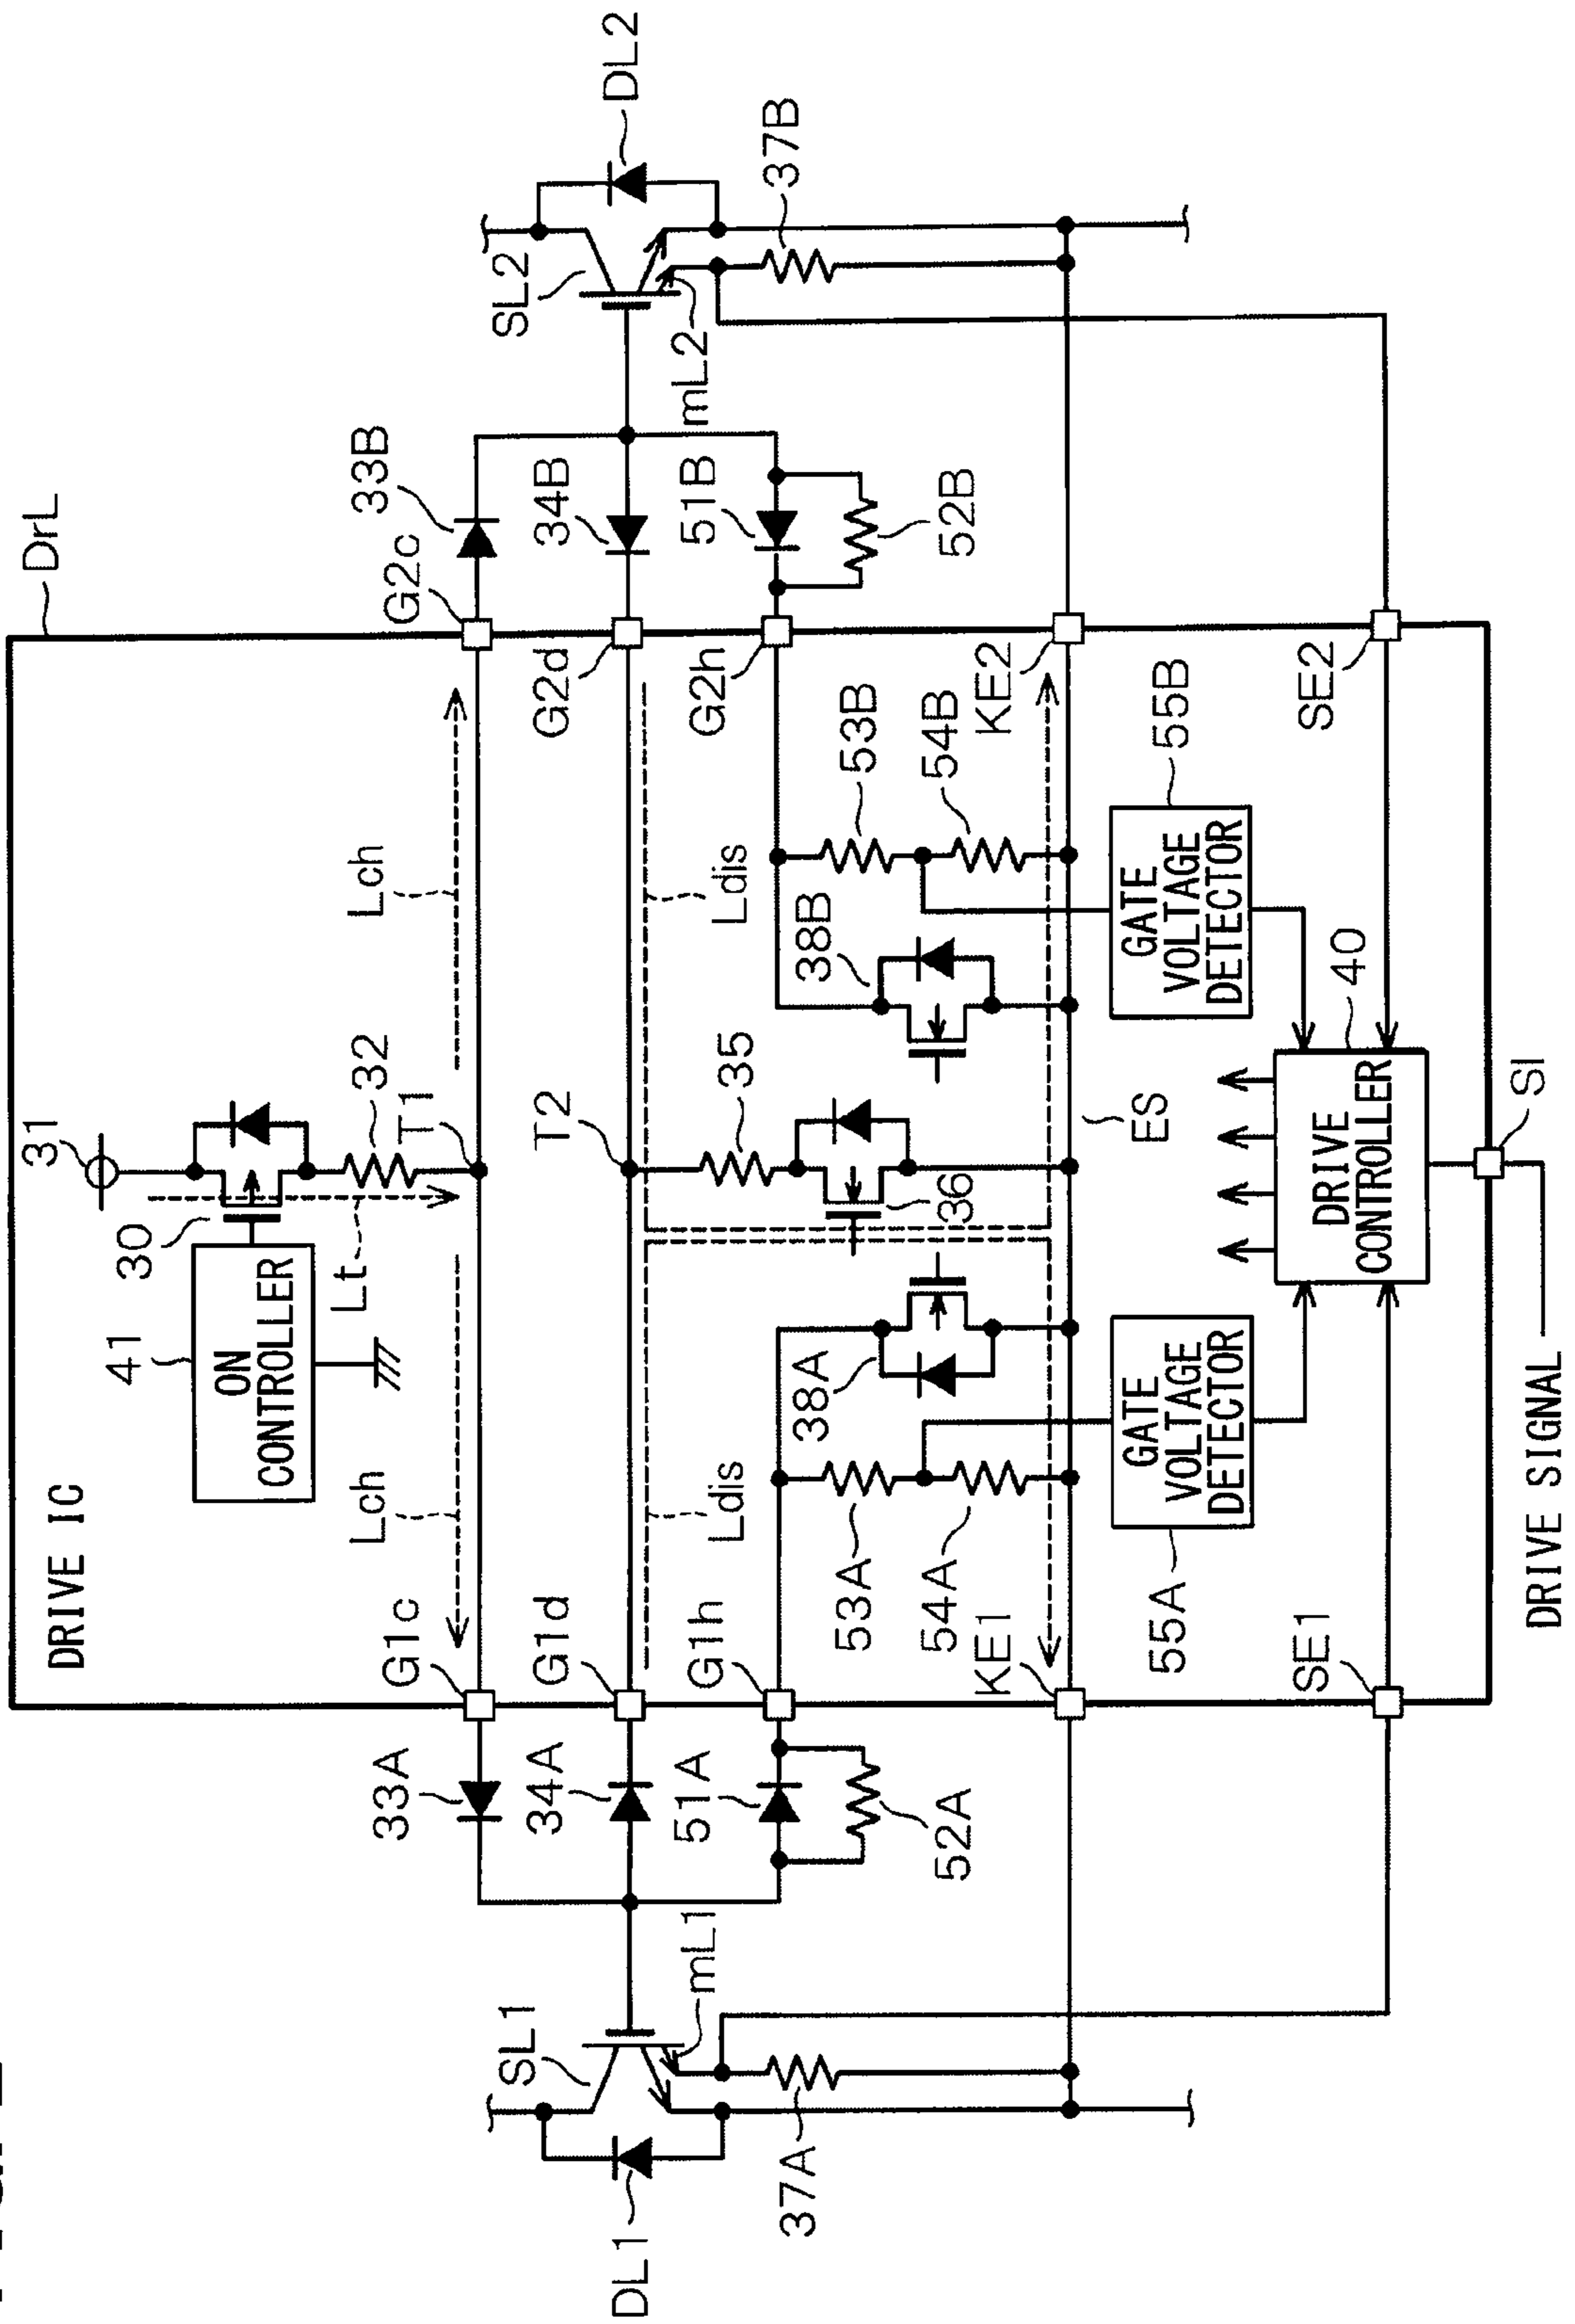 DRIVE IC
DrL
31
41
30
ON
CONTROLLER
Lt
32
T1
Lch
Lch
33A
G1c
G2c
33B
SL1
34A
G1d
T2
G2d
34B
SL2
DL1
DL2
mL1
51A
G1h
Ldis
35
Ldis
G2h
51B
mL2
37A
52A
53A
38A
36
38B
53B
52B
37B
54A
54B
KE1
ES
KE2
55A
GATE
VOLTAGE
DETECTOR
GATE
VOLTAGE
DETECTOR
55B
SE1
DRIVE
CONTROLLER
40
SE2
DRIVE SIGNAL
SI